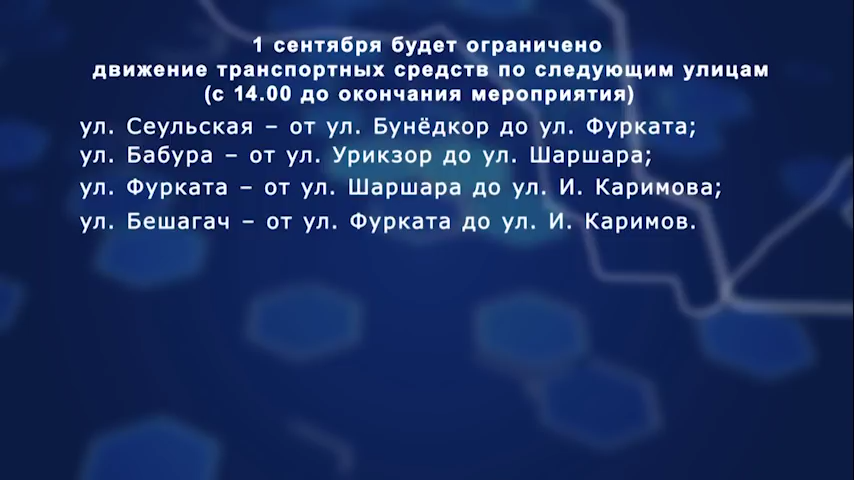 1 сентября будет ограничено
движение транспортных средств по следующим улицам
(с 14.00 до окончания мероприятия)
ул. Сеульская – от ул. Бунёдкор до ул. Фурката;
ул. Бабура – от ул. Урикзор до ул. Шаршара;
ул. Фурката – от ул. Шаршара до ул. И. Каримова;
ул. Бешагач – от ул. Фурката до ул. И. Каримов.